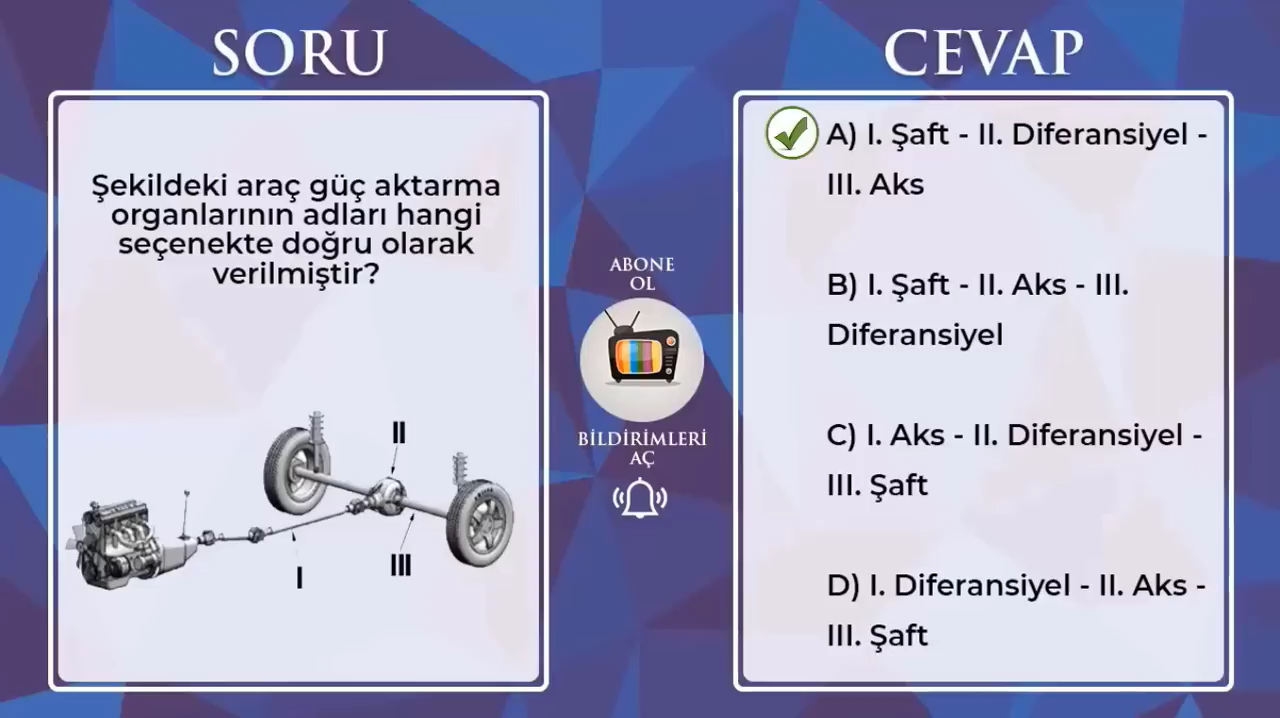 SORU
Şekildeki araç güç aktarma
organlarının adları hangi
seçenekte doğru olarak
verilmiştir?
II
III
I
ABONE
OL
BİLDİRİMLERİ
AÇ
CEVAP
A) I. Şaft - II. Diferansiyel -
III. Aks
B) I. Şaft - II. Aks - III.
Diferansiyel
C) I. Aks - II. Diferansiyel -
III. Şaft
D) I. Diferansiyel - II. Aks -
III. Şaft